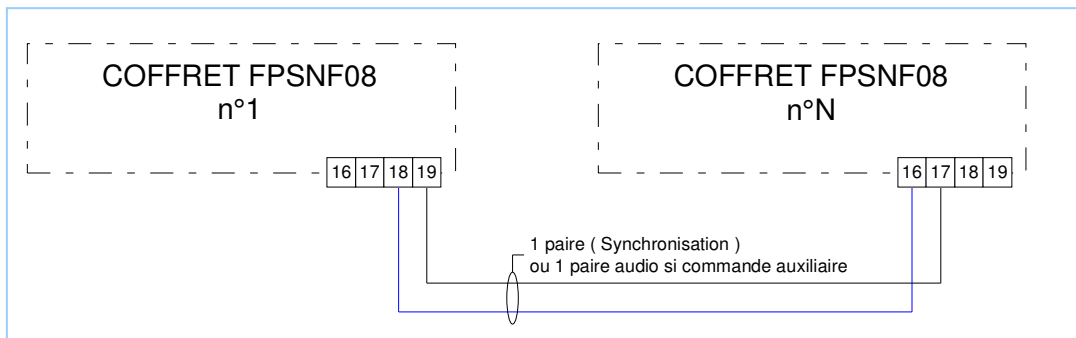 COFFRET FPSNF08
n°1
COFFRET FPSNF08
n°N
16 17 18 19
16 17 18 19
1 paire ( Synchronisation )
ou 1 paire audio si commande auxiliaire